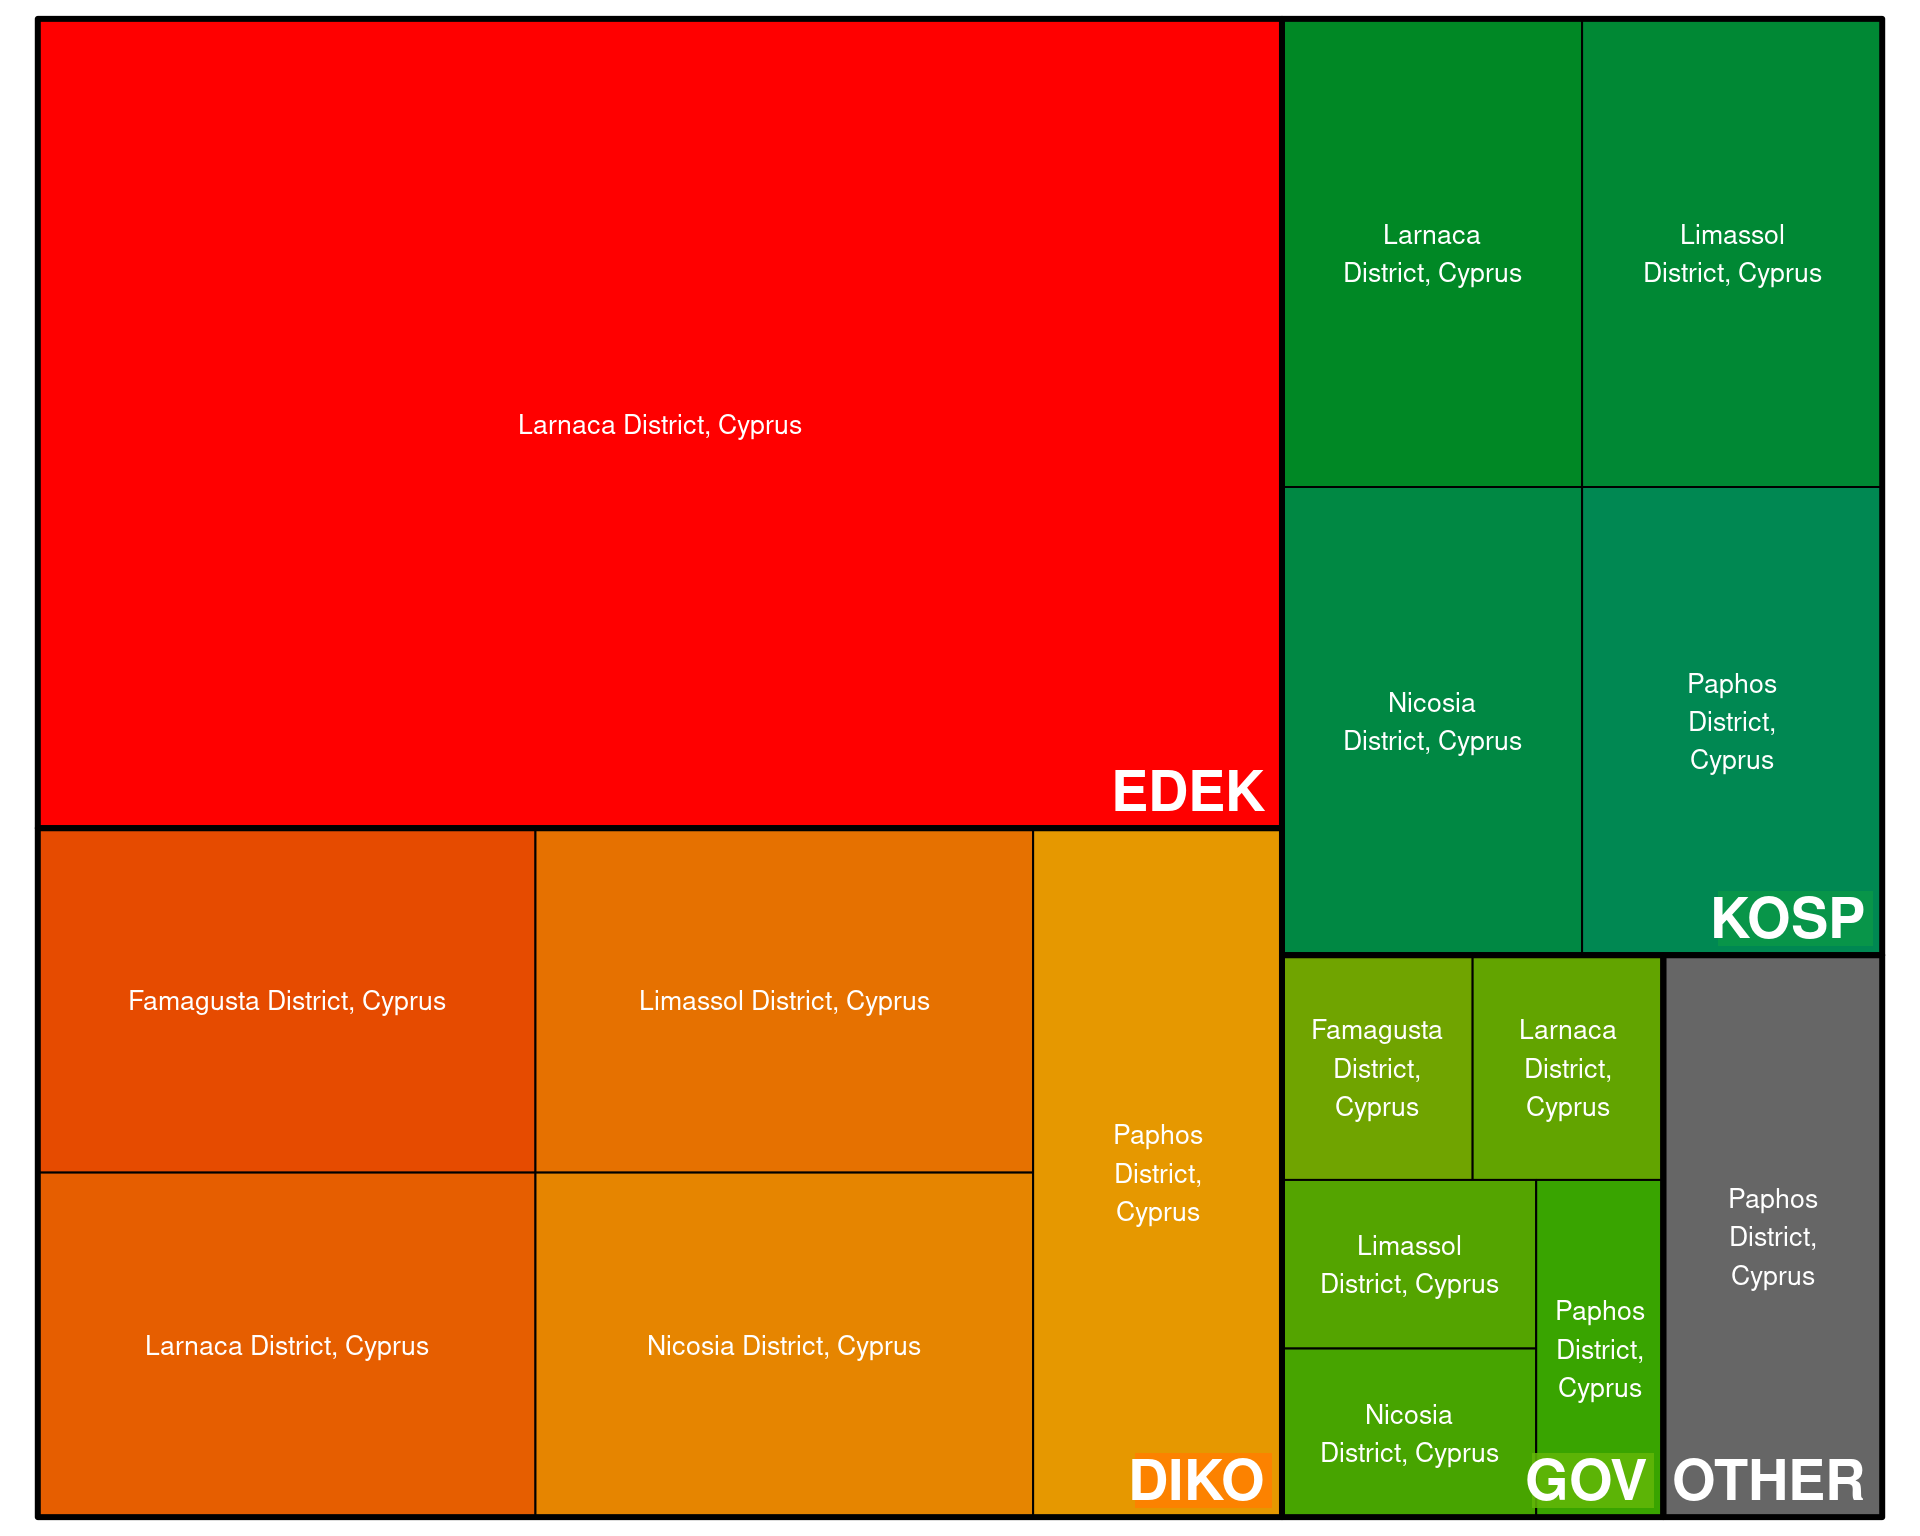 Larnaca District, Cyprus
EDEK
Famagusta District, Cyprus
Limassol District, Cyprus
Larnaca District, Cyprus
Nicosia District, Cyprus
Paphos
District,
Cyprus
DIKO
Larnaca
District, Cyprus
Limassol
District, Cyprus
Nicosia
District, Cyprus
Paphos
District,
Cyprus
KOSP
Famagusta
District,
Cyprus
Larnaca
District,
Cyprus
Limassol
District, Cyprus
Nicosia
District, Cyprus
Paphos
District,
Cyprus
GOV
Paphos
District,
Cyprus
OTHER